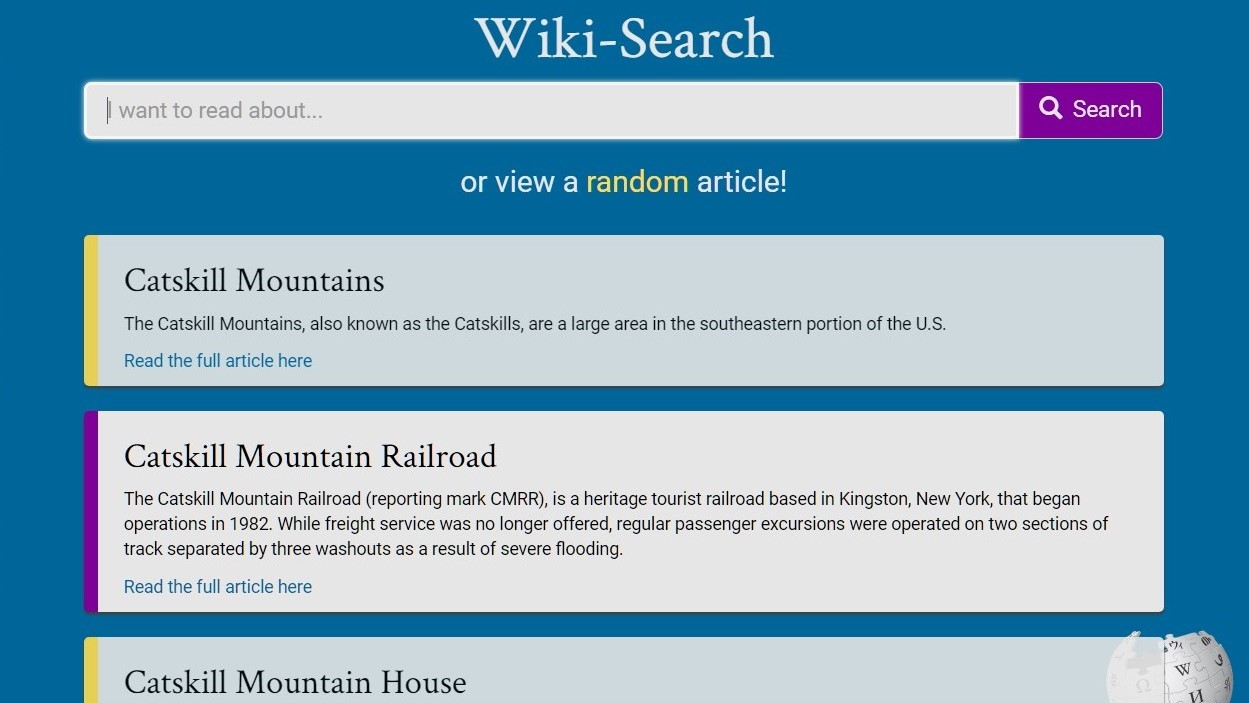 Wiki-Search
I want to read about...
Search
or view a random article!
Catskill Mountains
The Catskill Mountains, also known as the Catskills, are a large area in the southeastern portion of the U.S.
Read the full article here
Catskill Mountain Railroad
The Catskill Mountain Railroad (reporting mark CMRR), is a heritage tourist railroad based in Kingston, New York, that began
operations in 1982. While freight service was no longer offered, regular passenger excursions were operated on two sections of
track separated by three washouts as a result of severe flooding.
Read the full article here
Catskill Mountain House
Ω W И